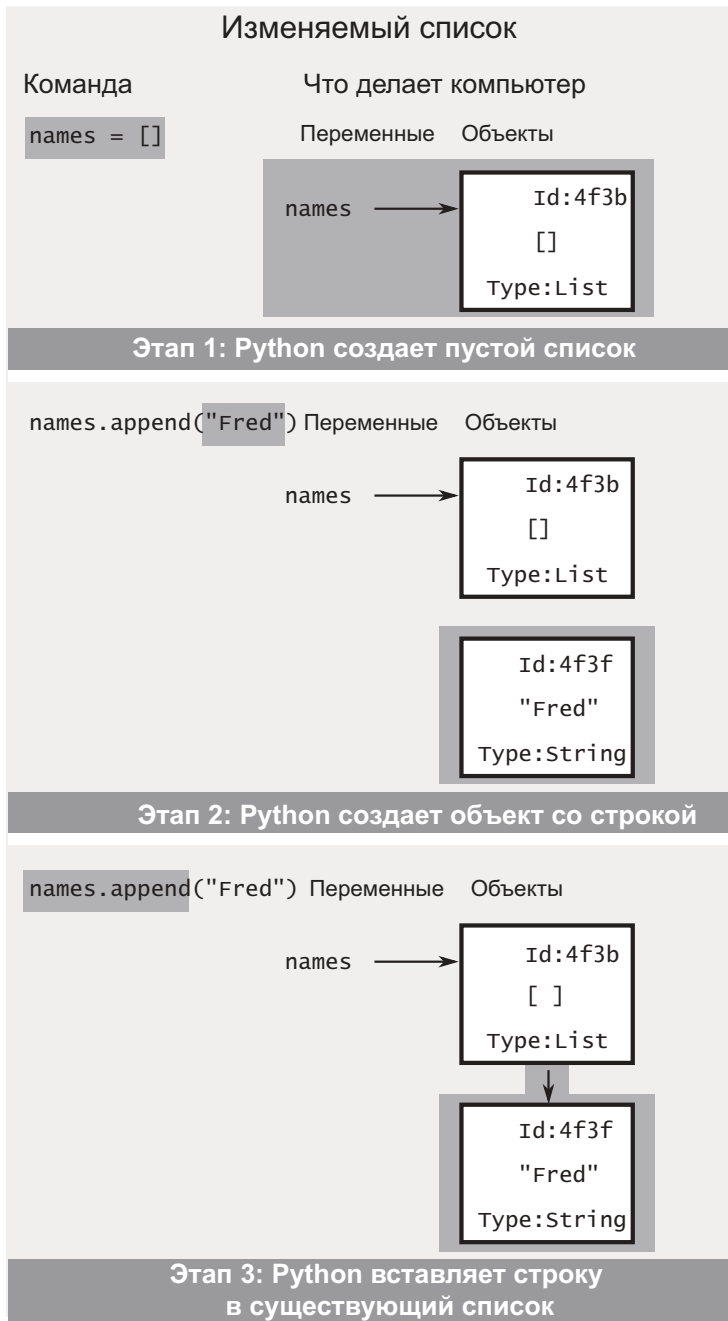 Изменяемый список
Команда Что делает компьютер
names = [] Переменные Объекты
names Id:4f3b
[]
Type:List
Этап 1: Python создает пустой список
names.append("Fred") Переменные Объекты
names Id:4f3b
[]
Type:List
Id:4f3f
"Fred"
Type:String
Этап 2: Python создает объект со строкой
names.append("Fred") Переменные Объекты
names Id:4f3b
[ ]
Type:List
Id:4f3f
"Fred"
Type:String
Этап 3: Python вставляет строку
в существующий список